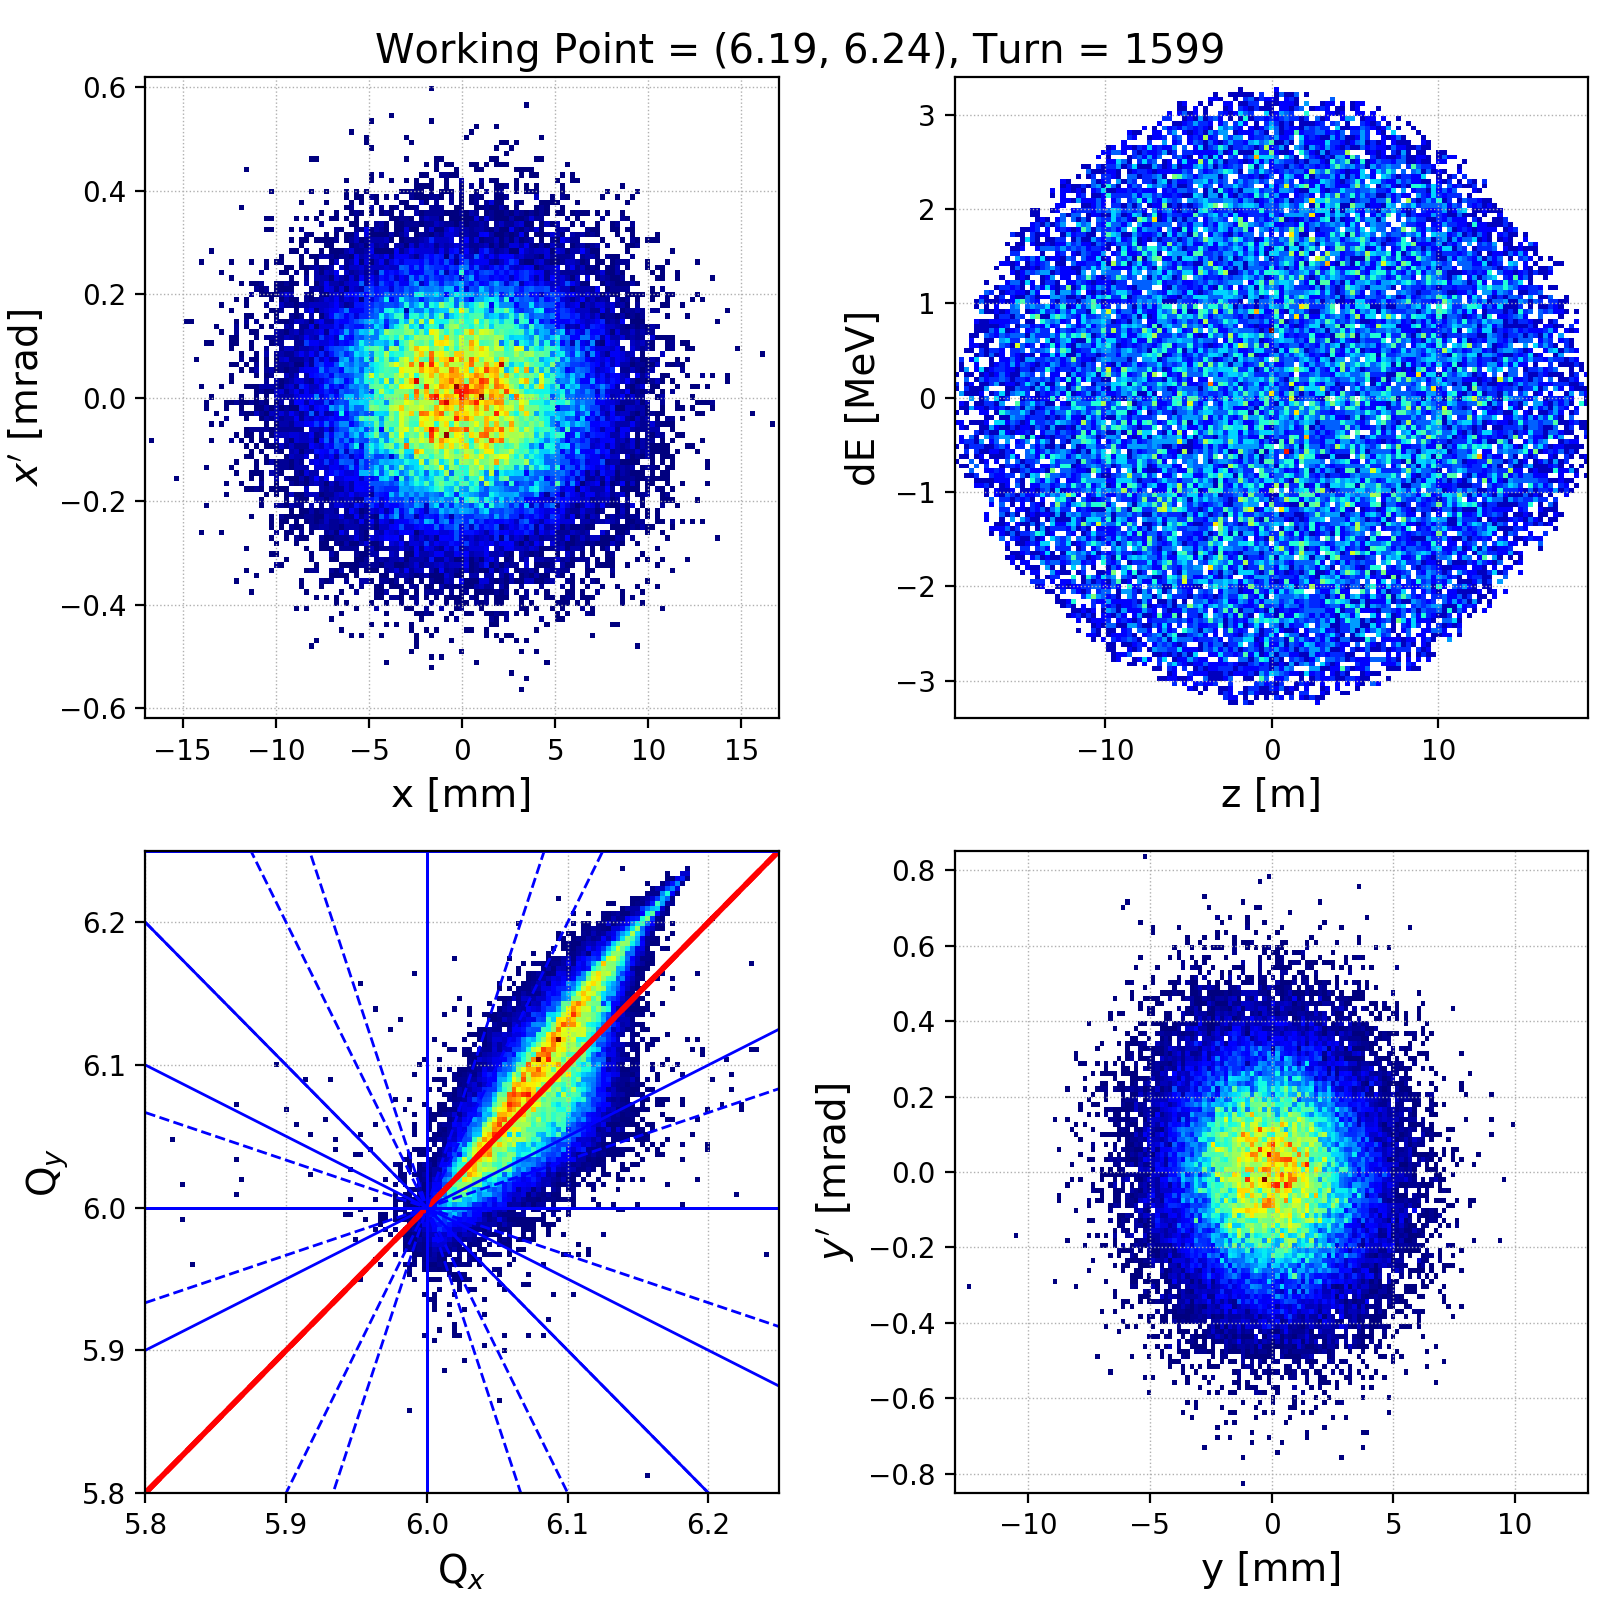 Working Point = (6.19, 6.24), Turn = 1599
0.6
0.4
0.2
0.0
−0.2
−0.4
−0.6
x′ [mrad]
−15 −10 −5 0 5 10 15
x [mm]
3
2
1
0
−1
−2
−3
dE [MeV]
−10 0 10
z [m]
6.2
6.1
6.0
5.9
5.8
Qy
5.8 5.9 6.0 6.1 6.2
Qx
0.8
0.6
0.4
0.2
0.0
−0.2
−0.4
−0.6
−0.8
y′ [mrad]
−10 −5 0 5 10
y [mm]